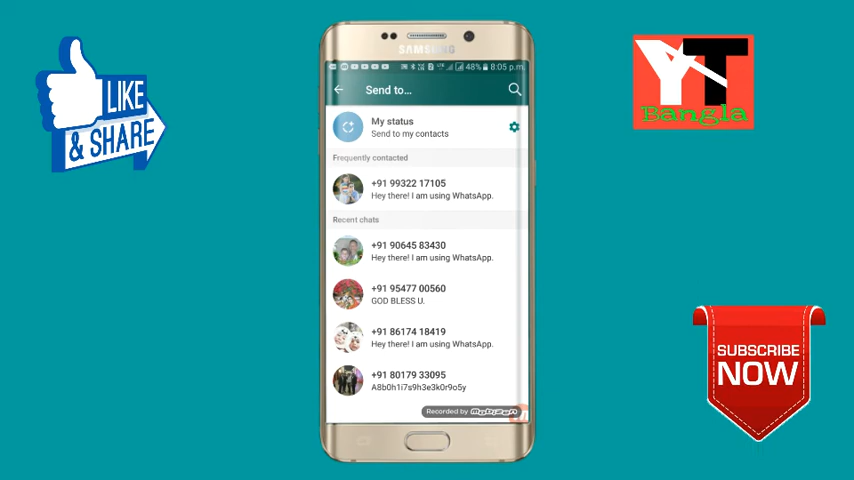 LIKE
& SHARE
SAMSUNG
48% 8:05 p.m.
Send to...
My status
Send to my contacts
Frequently contacted
+91 99322 17105
Hey there! I am using WhatsApp.
Recent chats
+91 90645 83430
Hey there! I am using WhatsApp.
+91 95477 00560
GOD BLESS U.
+91 86174 18419
Hey there! I am using WhatsApp.
+91 80179 33095
A8b0h1i7s9h3e3k0r9o5y
Recorded by Mobizen
YT
Bangla
SUBSCRIBE
NOW